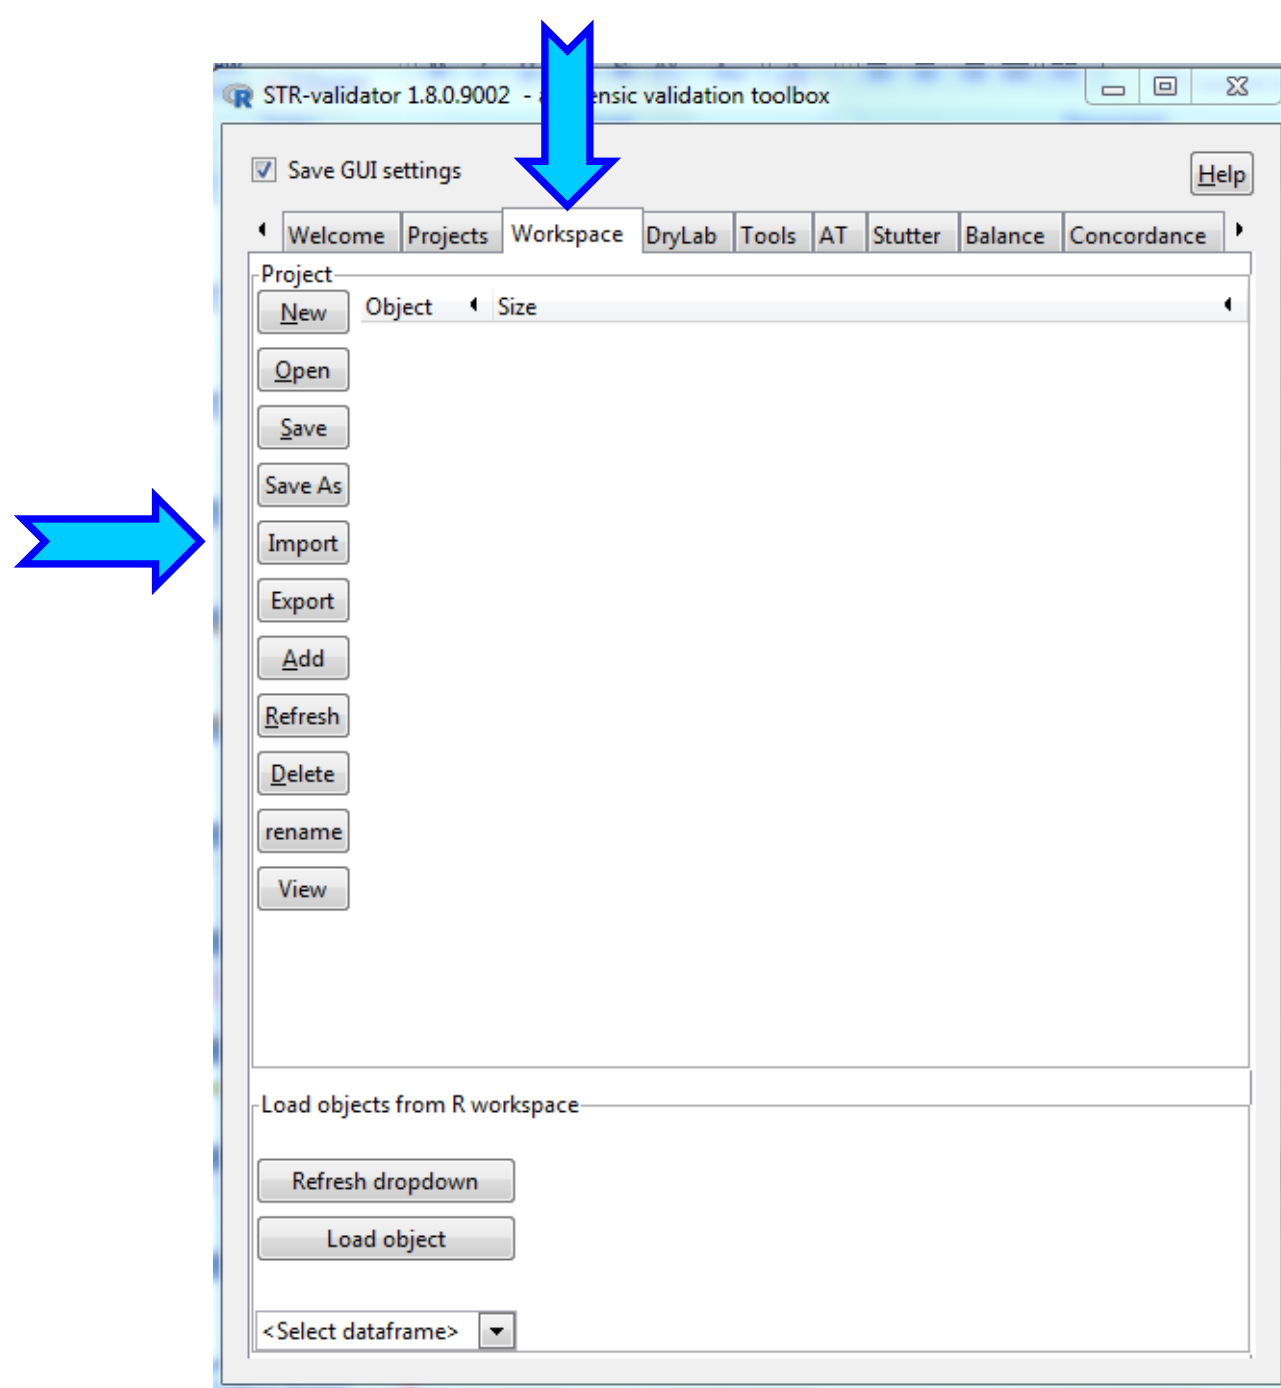 STR-validator 1.8.0.9002 - a forensic validation toolbox
Save GUI settings
Help
Welcome Projects Workspace DryLab Tools AT Stutter Balance Concordance
Project
New Object Size
Open
Save
Save As
Import
Export
Add
Refresh
Delete
rename
View
Load objects from R workspace
Refresh dropdown
Load object
<Select dataframe>